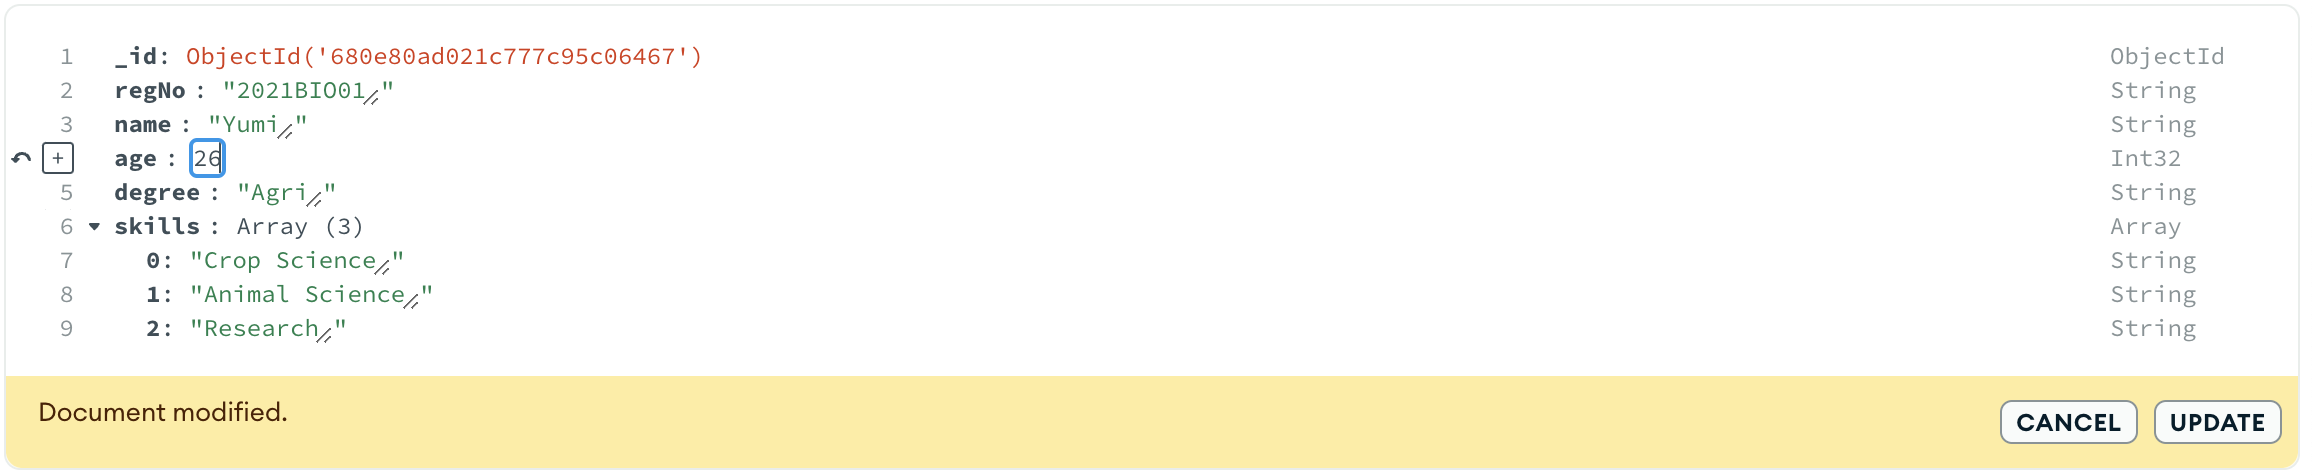 1 _id: ObjectId('680e80ad021c777c95c06467') ObjectId
2 regNo : "2021BIO01" String
3 name : "Yumi" String
+ age : 26 Int32
5 degree : "Agri" String
6 skills : Array (3) Array
7 0: "Crop Science" String
8 1: "Animal Science" String
9 2: "Research" String
Document modified. CANCEL UPDATE